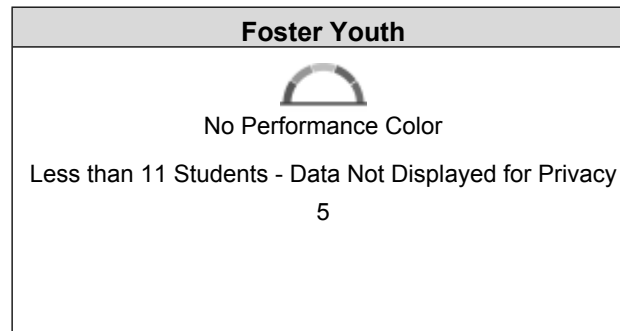 Foster Youth
No Performance Color
Less than 11 Students - Data Not Displayed for Privacy
5